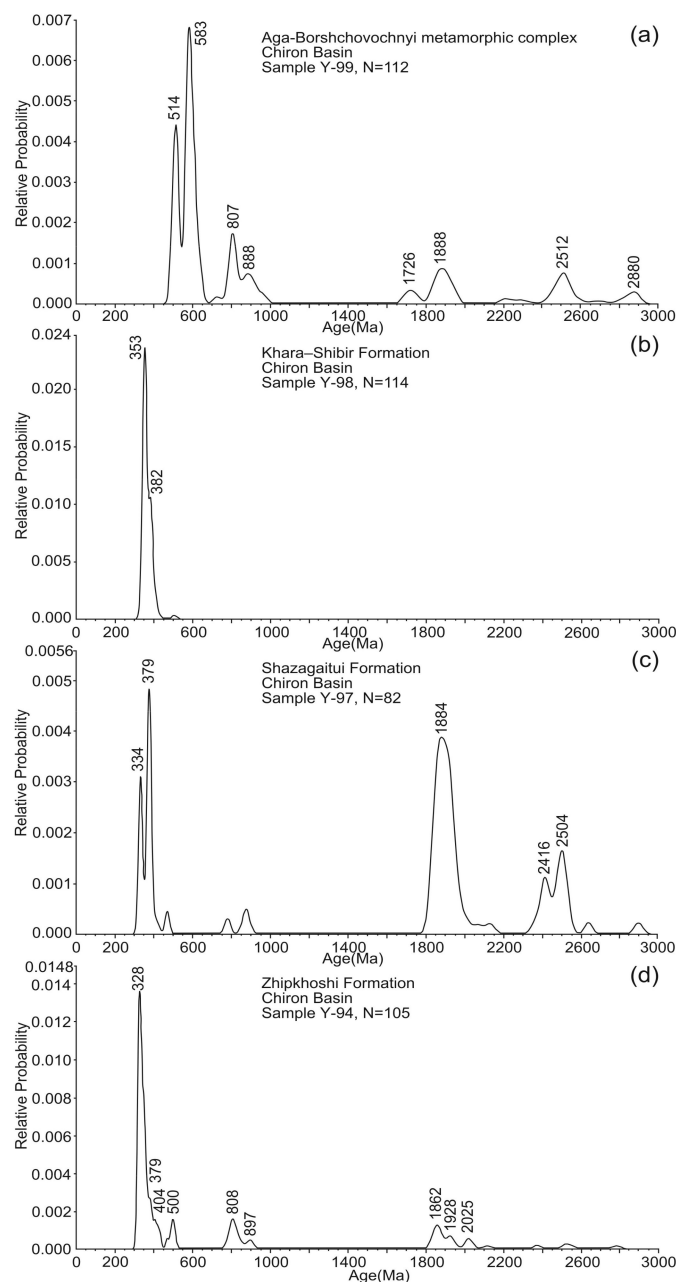 (a)
Aga-Borshchovochnyi metamorphic complex
Chiron Basin
Sample Y-99, N=112
Relative Probability
0.007
0.006
0.005
0.004
0.003
0.002
0.001
0.000
514
583
807
888
1726
1888
2512
2880
0 200 600 1000 1400 1800 2200 2600 3000
Age(Ma)
(b)
Khara–Shibir Formation
Chiron Basin
Sample Y-98, N=114
Relative Probability
0.024
0.020
0.015
0.010
0.005
0.000
353
382
0 200 600 1000 1400 1800 2200 2600 3000
Age(Ma)
(c)
Shazagaitui Formation
Chiron Basin
Sample Y-97, N=82
Relative Probability
0.0056
0.005
0.004
0.003
0.002
0.001
0.000
334
379
1884
2416
2504
0 200 600 1000 1400 1800 2200 2600 3000
Age(Ma)
(d)
Zhipkhoshi Formation
Chiron Basin
Sample Y-94, N=105
Relative Probability
0.0148
0.014
0.012
0.010
0.008
0.006
0.004
0.002
0.000
328
379
404
500
808
897
1862
1928
2025
0 200 600 1000 1400 1800 2200 2600 3000
Age(Ma)